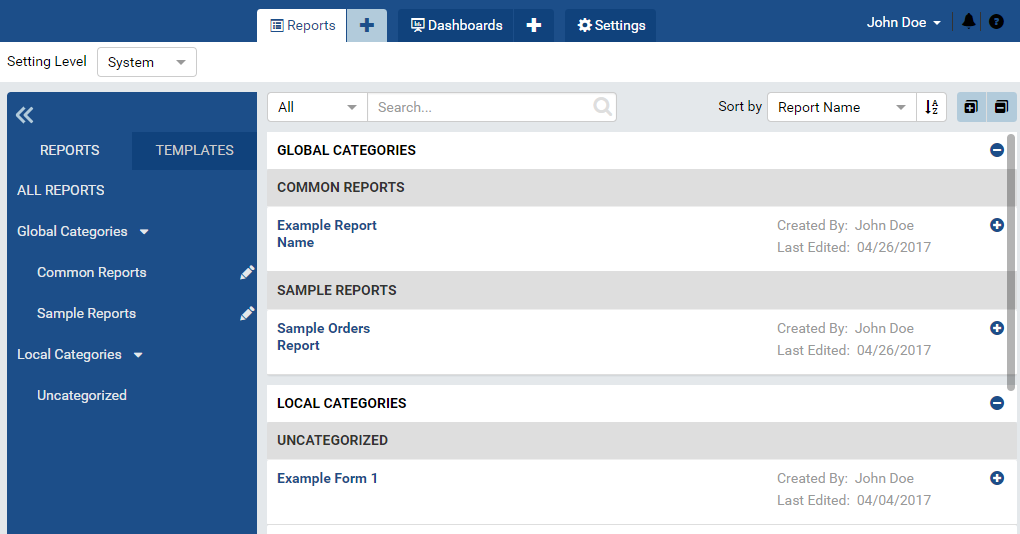 Reports
Dashboards
Settings
John Doe
Setting Level
System
All
Search...
Sort by
Report Name
REPORTS
TEMPLATES
ALL REPORTS
Global Categories
Common Reports
Sample Reports
Local Categories
Uncategorized
GLOBAL CATEGORIES
COMMON REPORTS
Example Report
Name
Created By: John Doe
Last Edited: 04/26/2017
SAMPLE REPORTS
Sample Orders
Report
Created By: John Doe
Last Edited: 04/26/2017
LOCAL CATEGORIES
UNCATEGORIZED
Example Form 1
Created By: John Doe
Last Edited: 04/04/2017